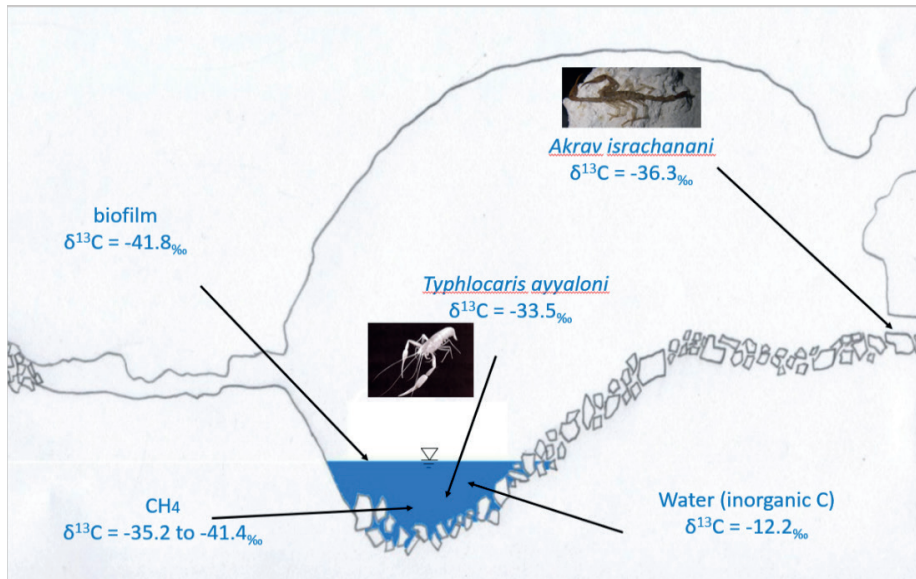 Akrav israchanani
δ¹³C = -36.3‰
biofilm
δ¹³C = -41.8‰
Typhlocaris ayyaloni
δ¹³C = -33.5‰
CH₄
δ¹³C = -35.2 to -41.4‰
Water (inorganic C)
δ¹³C = -12.2‰